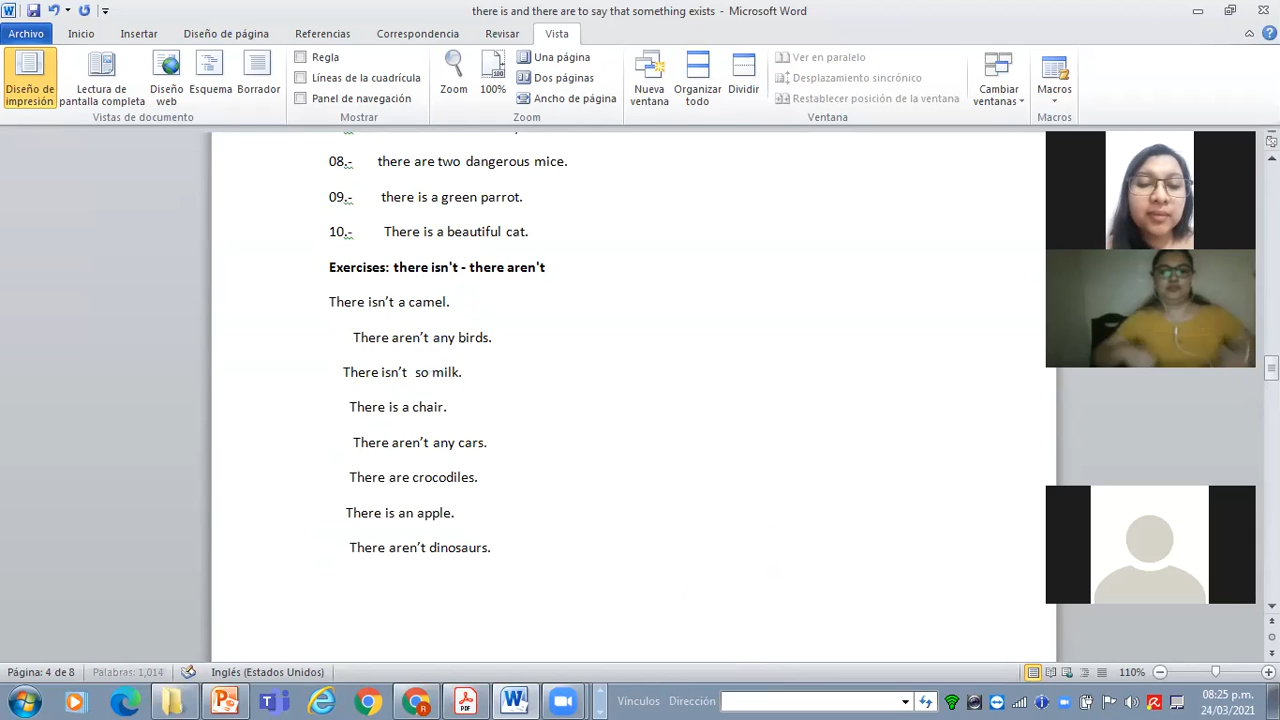 there is and there are to say that something exists - Microsoft Word
Archivo Inicio Insertar Diseño de página Referencias Correspondencia Revisar Vista
Diseño de impresión
Lectura de pantalla completa
Diseño web
Esquema
Borrador
Vistas de documento
Regla
Líneas de la cuadrícula
Panel de navegación
Mostrar
Zoom
100%
Una página
Dos páginas
Ancho de página
Zoom
Nueva ventana
Organizar todo
Dividir
Ver en paralelo
Desplazamiento sincrónico
Restablecer posición de la ventana
Ventana
Cambiar ventanas
Macros
Macros
08.- there are two dangerous mice.
09.- there is a green parrot.
10.- There is a beautiful cat.
Exercises: there isn't - there aren't
There isn't a camel.
There aren't any birds.
There isn't so milk.
There is a chair.
There aren't any cars.
There are crocodiles.
There is an apple.
There aren't dinosaurs.
Página: 4 de 8 Palabras: 1,014 Inglés (Estados Unidos) 110%
Vínculos Dirección
08:25 p.m.
24/03/2021